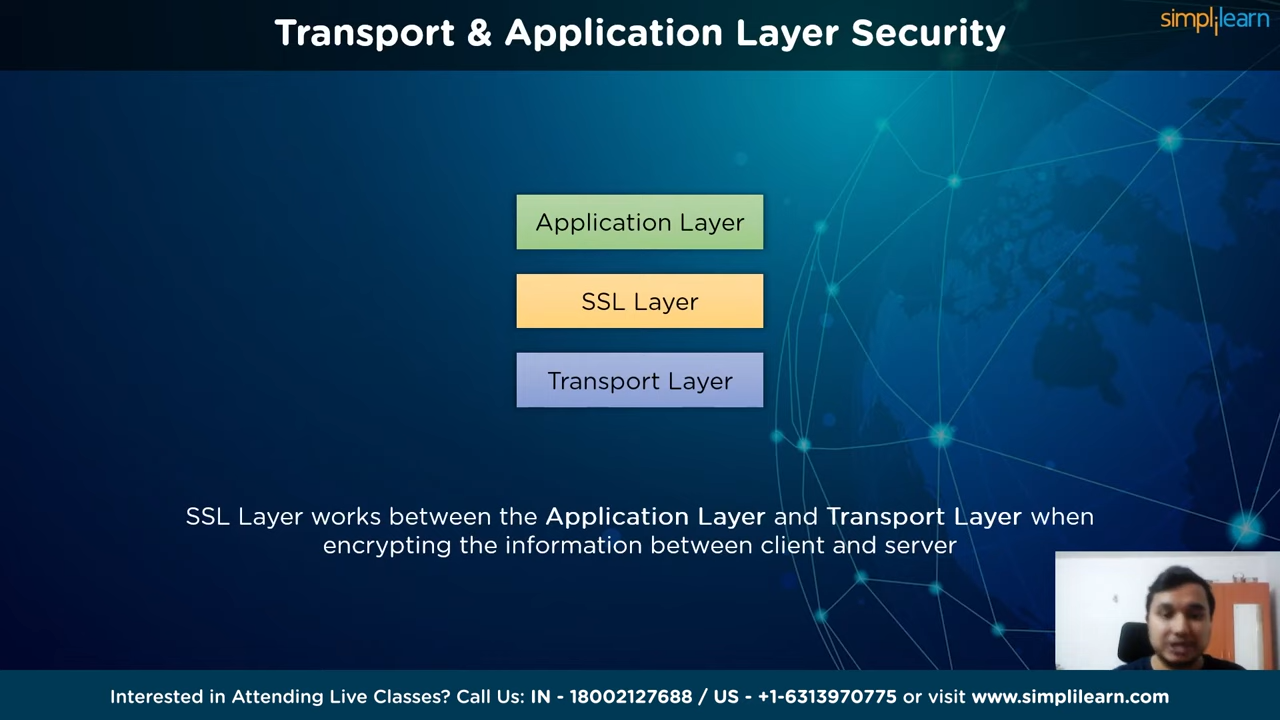 Transport & Application Layer Security
simplilearn
Application Layer
SSL Layer
Transport Layer
SSL Layer works between the Application Layer and Transport Layer when
encrypting the information between client and server
Interested in Attending Live Classes? Call Us: IN - 18002127688 / US - +1-6313970775 or visit www.simplilearn.com